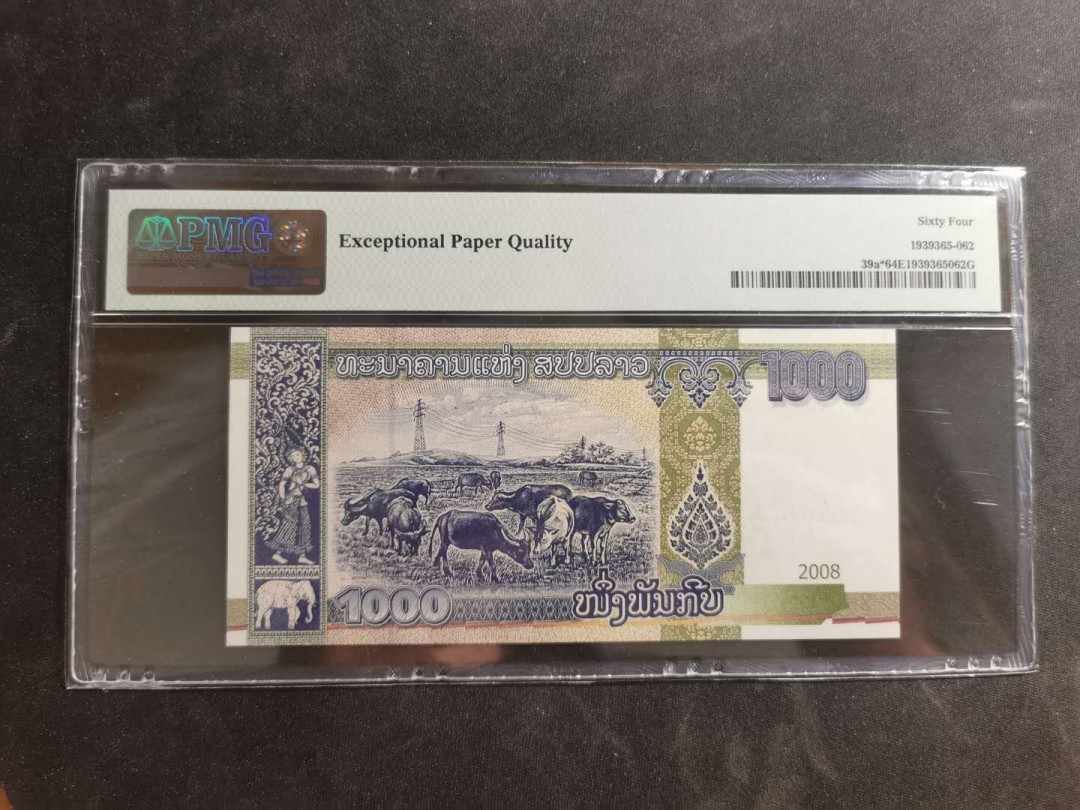 PMG
Exceptional Paper Quality
Sixty Four
1939365-062
39a*64E1939365062G
ທະນາຄານແຫ່ງ ສປປລາວ
1000
2008
1000
ໜຶ່ງພັນກີບ